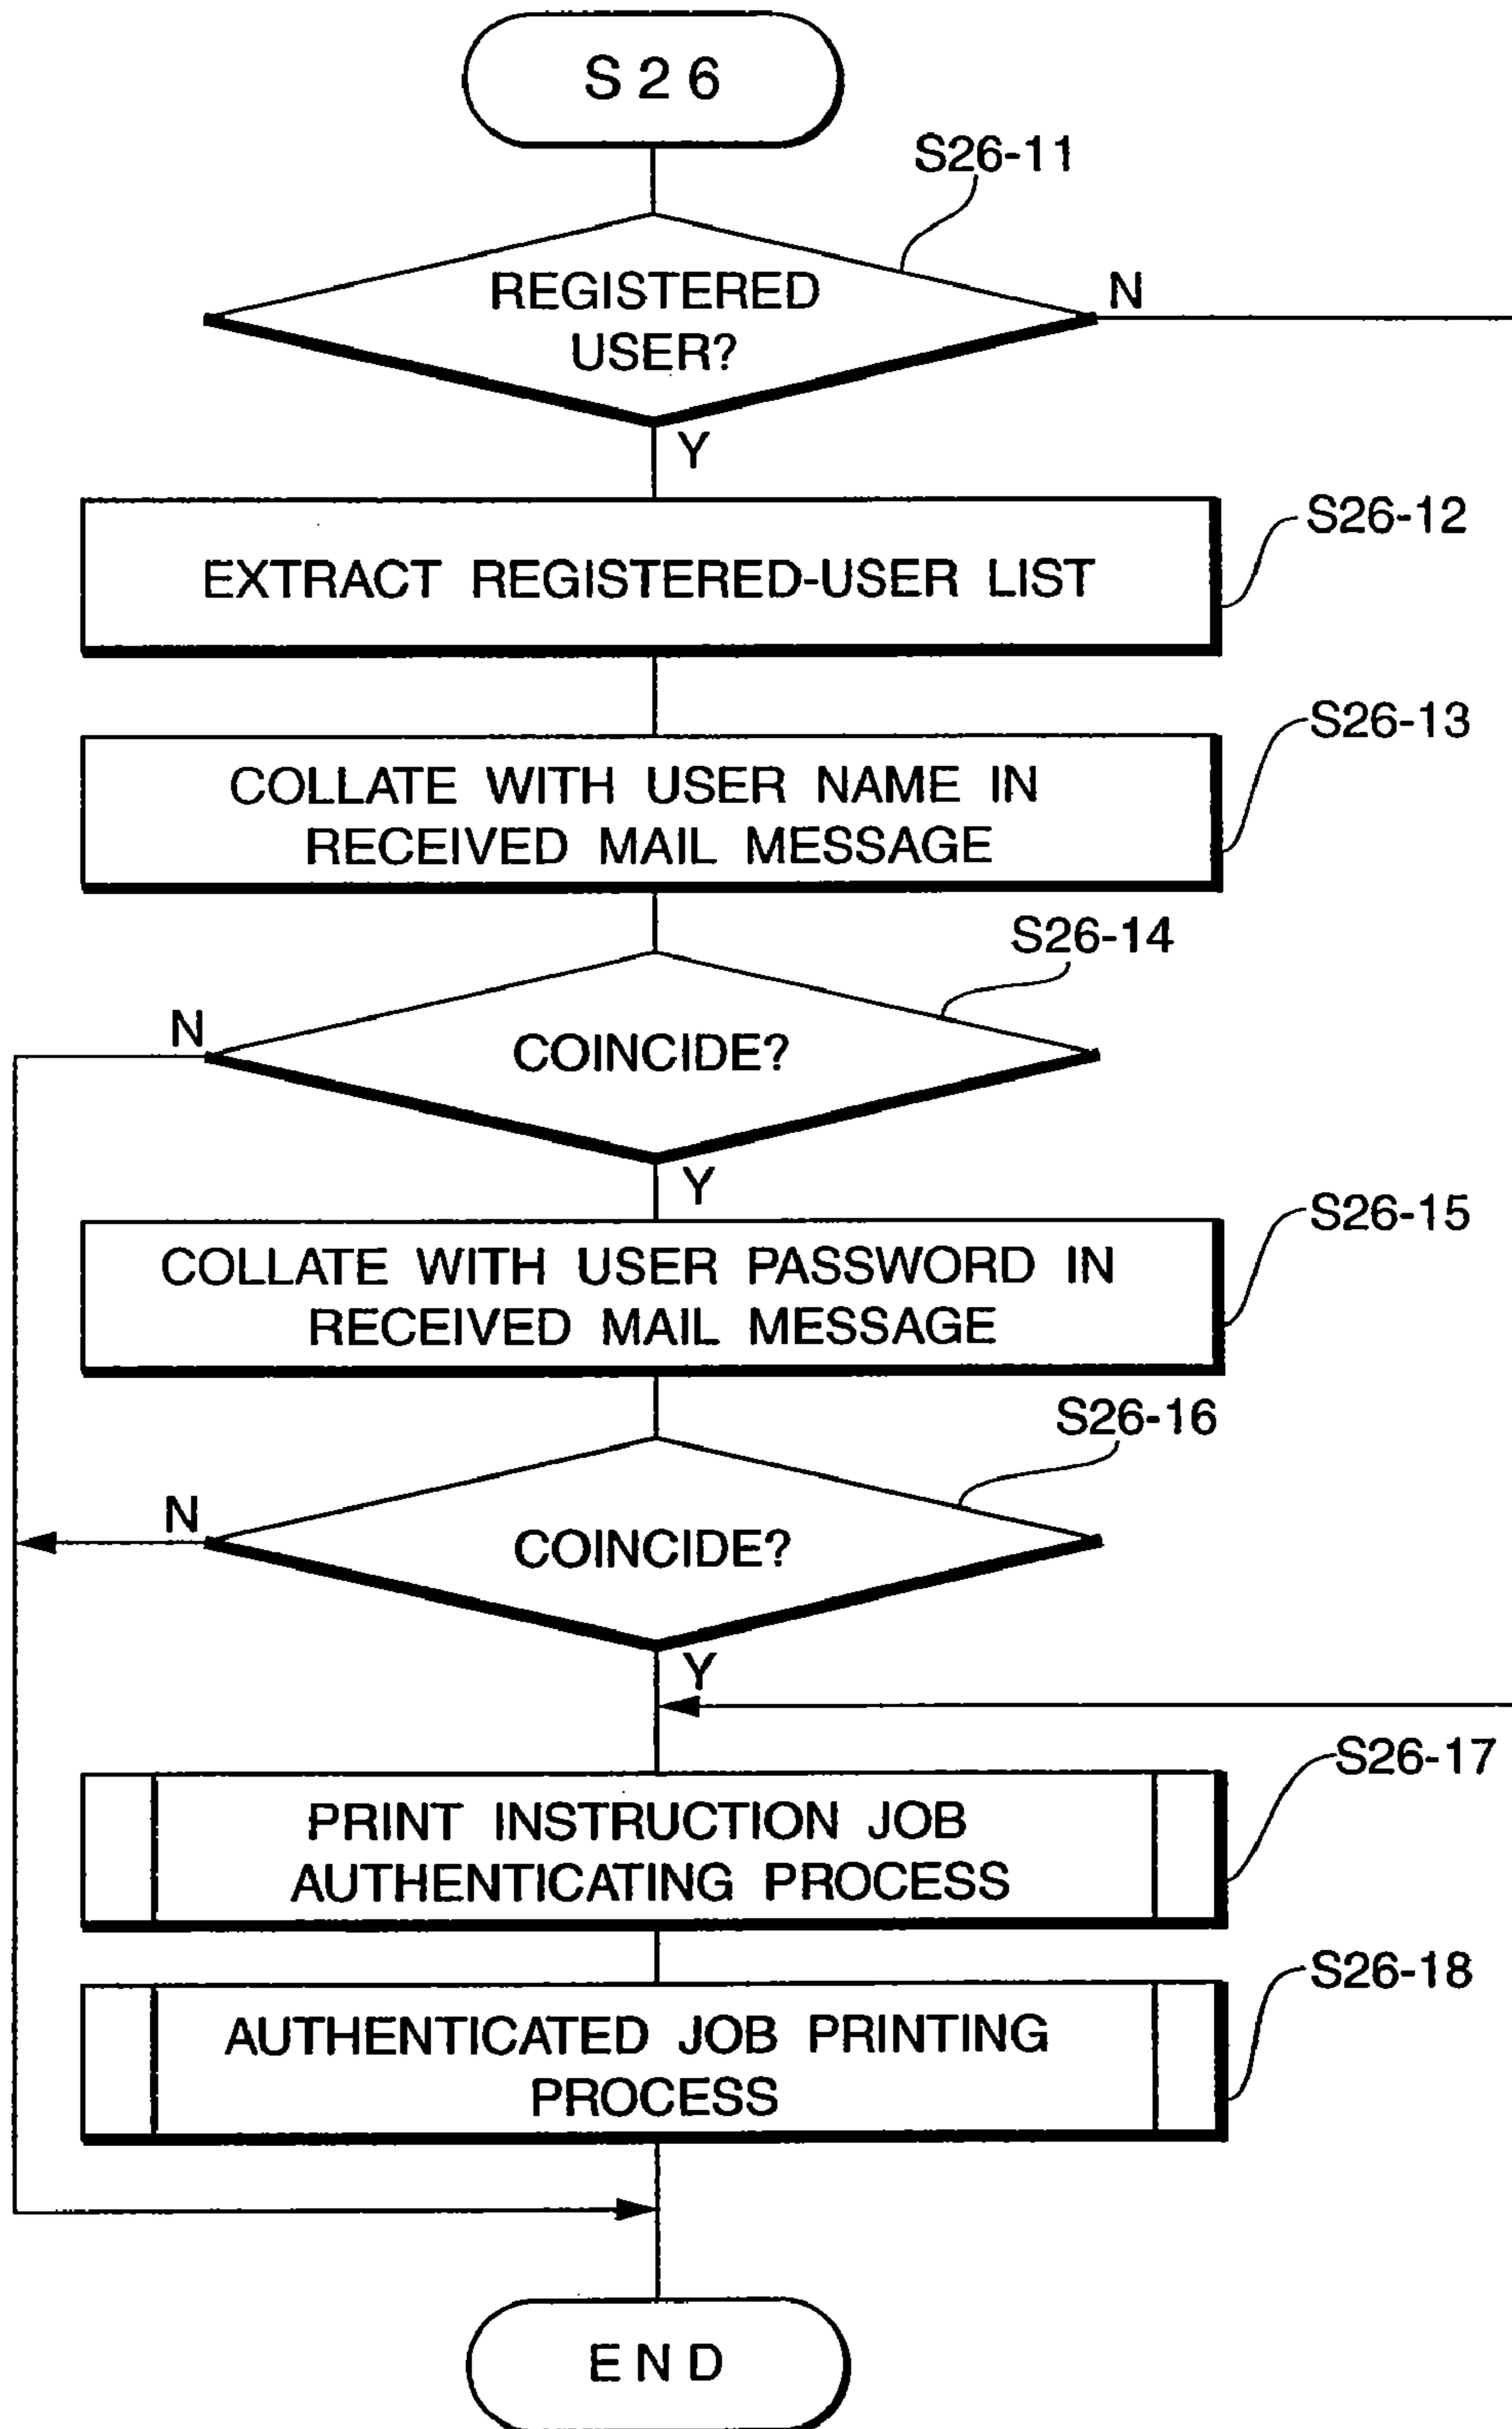 S 2 6
S26-11
REGISTERED
USER?
N
Y
S26-12
EXTRACT REGISTERED-USER LIST
S26-13
COLLATE WITH USER NAME IN
RECEIVED MAIL MESSAGE
S26-14
N
COINCIDE?
Y
S26-15
COLLATE WITH USER PASSWORD IN
RECEIVED MAIL MESSAGE
S26-16
N
COINCIDE?
Y
S26-17
PRINT INSTRUCTION JOB
AUTHENTICATING PROCESS
S26-18
AUTHENTICATED JOB PRINTING
PROCESS
E N D